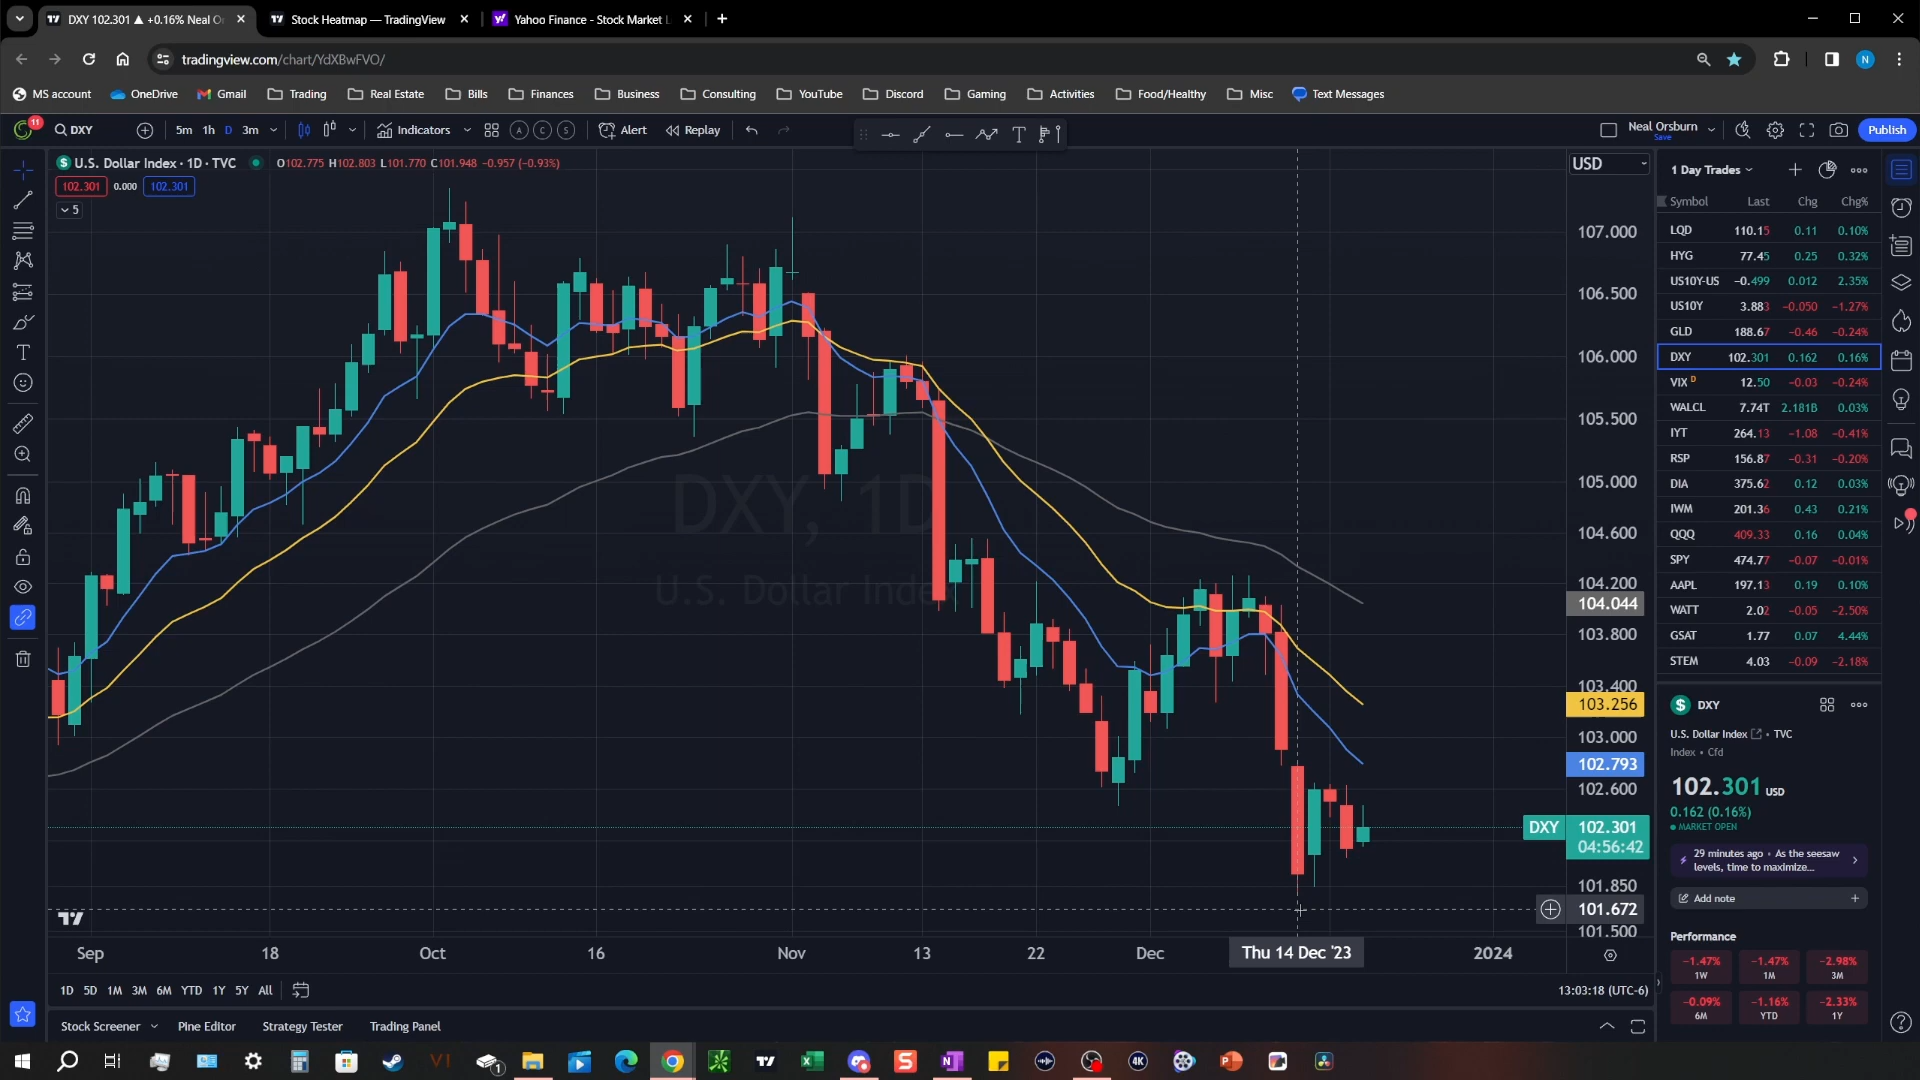 DXY 102.301 ▲ +0.16% Neal Or
Stock Heatmap — TradingView
Yahoo Finance - Stock Market L
tradingview.com/chart/YdXBwFVO/
N
MS account
OneDrive
Gmail
Trading
Real Estate
Bills
Finances
Business
Consulting
YouTube
Discord
Gaming
Activities
Food/Healthy
Misc
Text Messages
11
DXY
5m 1h D 3m
Indicators
A C S
Alert
Replay
Neal Orsburn
Save
Publish
U.S. Dollar Index · 1D · TVC
O102.775 H102.803 L101.770 C101.948 −0.957 (−0.93%)
102.301 0.000 102.301
5
DXY, 1D
U.S. Dollar Index
USD
107.000
106.500
106.000
105.500
105.000
104.600
104.200
104.044
103.800
103.400
103.256
103.000
102.793
102.600
DXY 102.301
04:56:42
101.850
101.672
101.500
Sep 18 Oct 16 Nov 13 22 Dec Thu 14 Dec '23 2024
1D 5D 1M 3M 6M YTD 1Y 5Y All
13:03:18 (UTC-6)
Stock Screener
Pine Editor
Strategy Tester
Trading Panel
1 Day Trades
Symbol Last Chg Chg%
LQD 110.15 0.11 0.10%
HYG 77.45 0.25 0.32%
US10Y-US −0.499 0.012 2.35%
US10Y 3.883 −0.050 −1.27%
GLD 188.67 −0.46 −0.24%
DXY 102.301 0.162 0.16%
VIX D 12.50 −0.03 −0.24%
WALCL 7.74T 2.181B 0.03%
IYT 264.13 −1.08 −0.41%
RSP 156.87 −0.31 −0.20%
DIA 375.62 0.12 0.03%
IWM 201.36 0.43 0.21%
QQQ 409.33 0.16 0.04%
SPY 474.77 −0.07 −0.01%
AAPL 197.13 0.19 0.10%
WATT 2.02 −0.05 −2.50%
GSAT 1.77 0.07 4.44%
STEM 4.03 −0.09 −2.18%
DXY
U.S. Dollar Index • TVC
Index • Cfd
102.301 USD
0.162 (0.16%)
MARKET OPEN
29 minutes ago • As the seesaw
levels, time to maximize...
Add note
Performance
−1.47% −1.47% −2.98%
1W 1M 3M
−0.09% −1.16% −2.33%
6M YTD 1Y